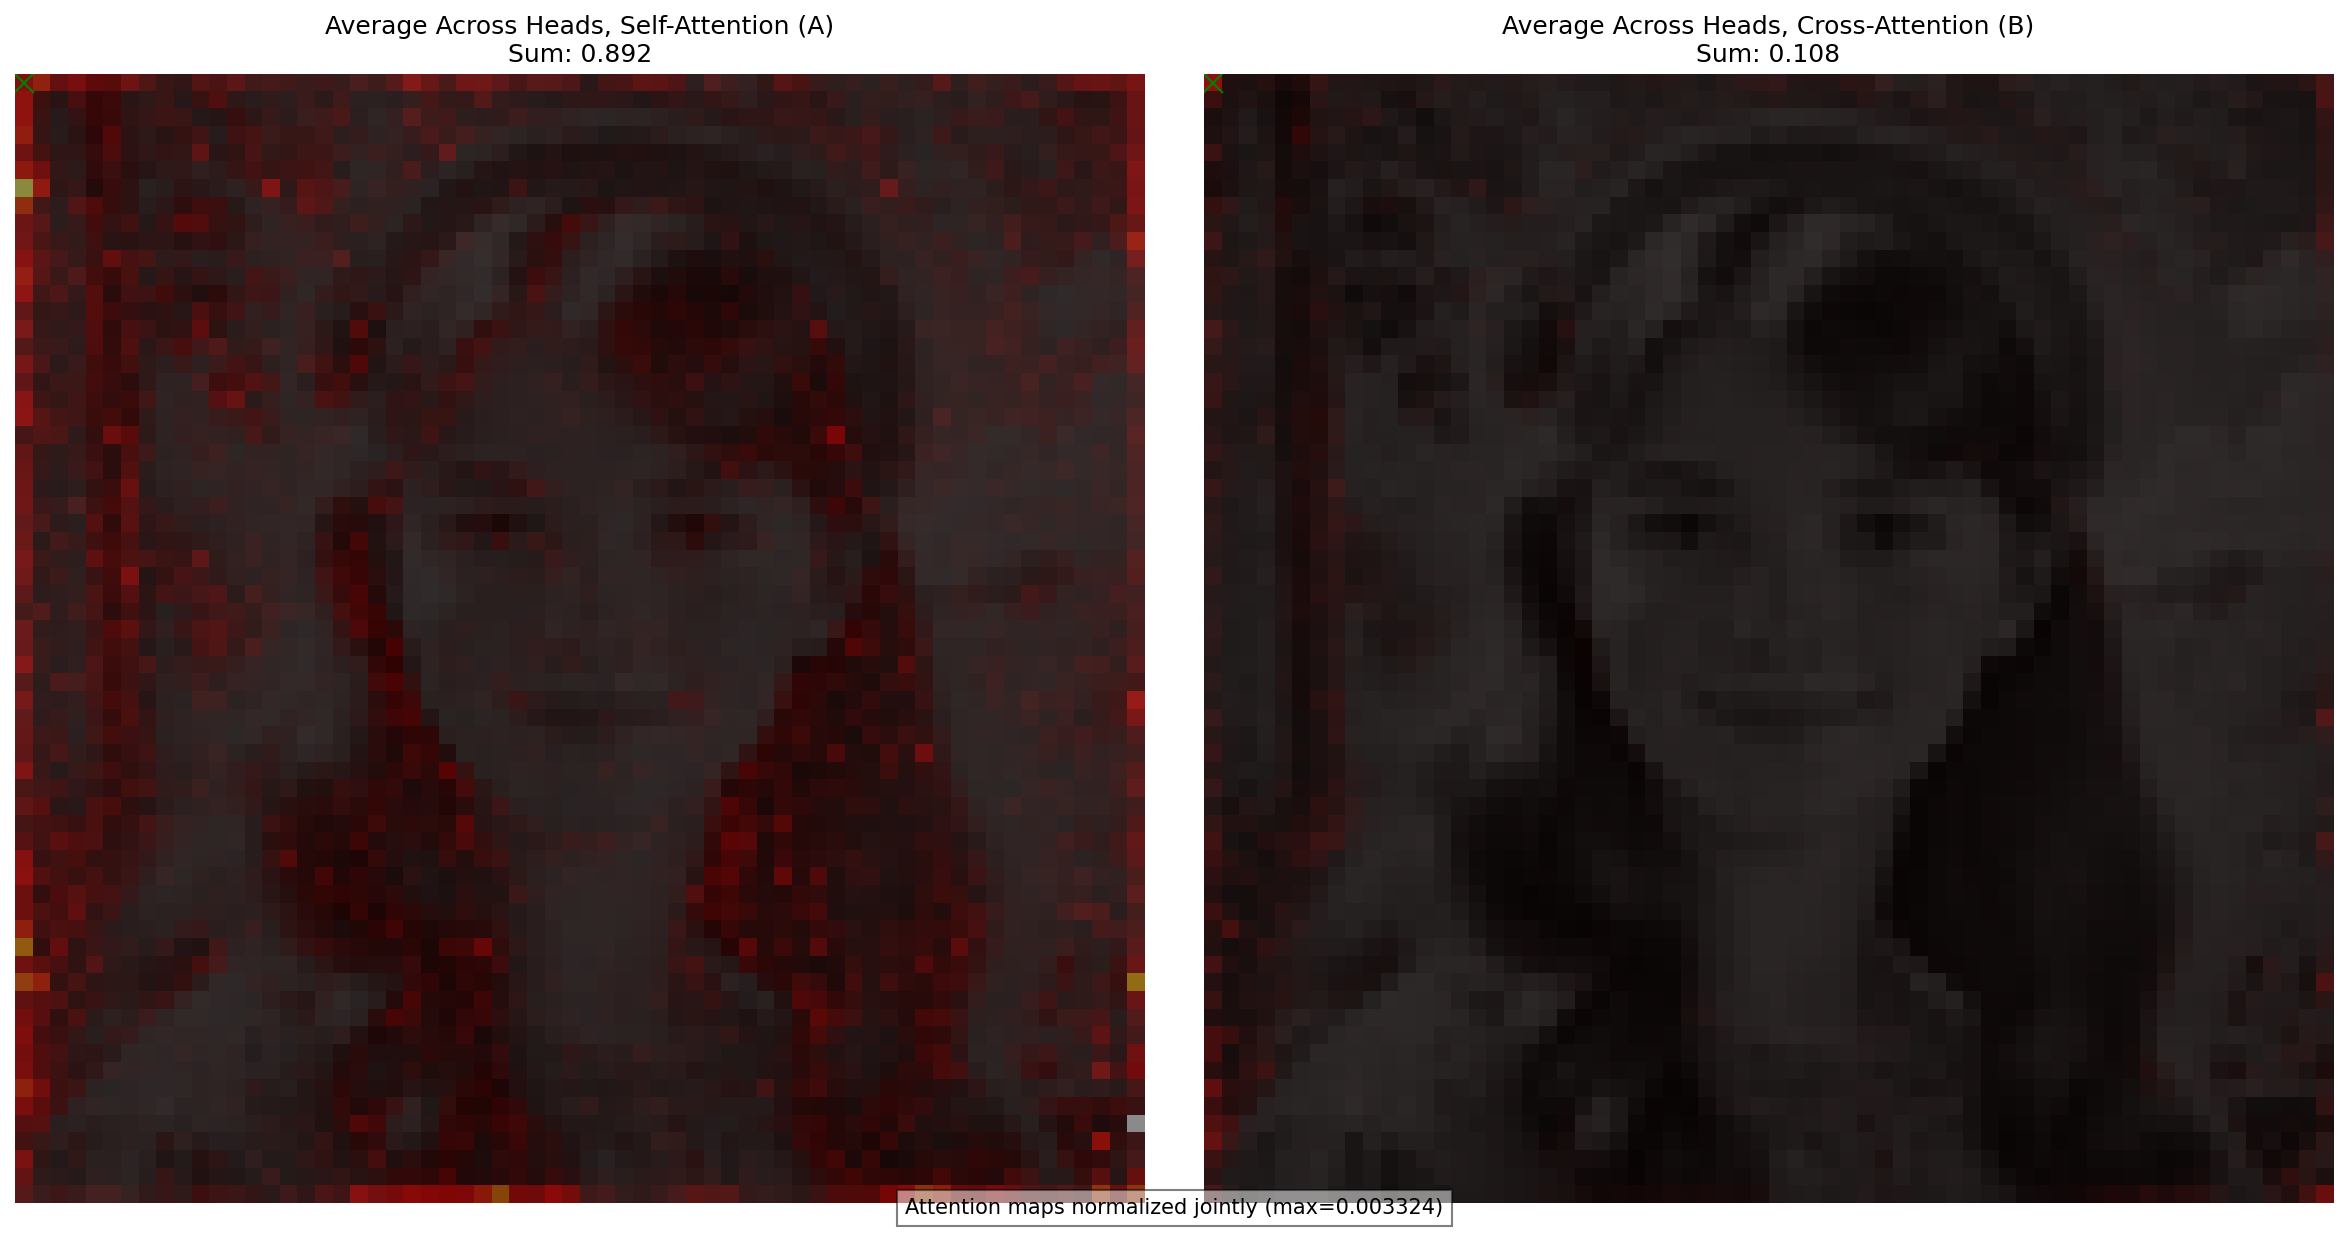 Average Across Heads, Self-Attention (A)
Sum: 0.892
Average Across Heads, Cross-Attention (B)
Sum: 0.108
Attention maps normalized jointly (max=0.003324)